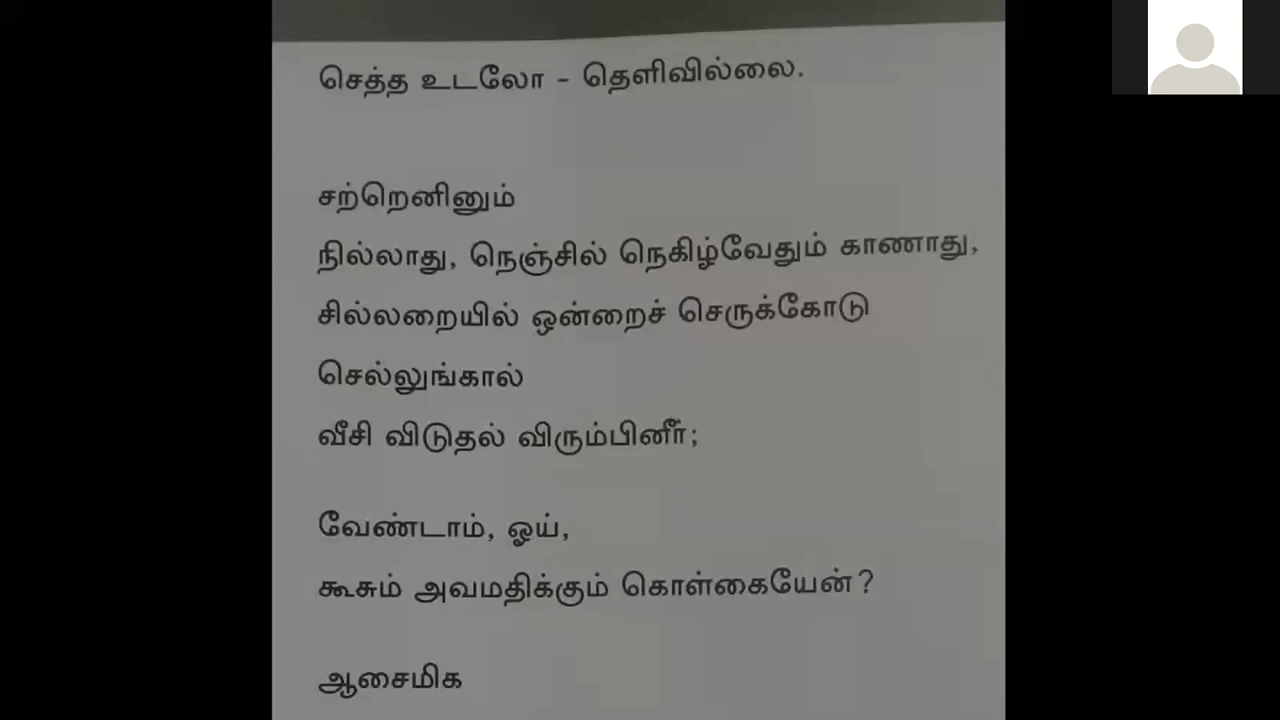 செத்த உடலோ - தெளிவில்லை.
சற்றெனினும்
நில்லாது, நெஞ்சில் நெகிழ்வேதும் காணாது,
சில்லறையில் ஒன்றைச் செருக்கோடு
செல்லுங்கால்
வீசி விடுதல் விரும்பினீர்;
வேண்டாம், ஓய்,
கூசும் அவமதிக்கும் கொள்கையேன்?
ஆசைமிக